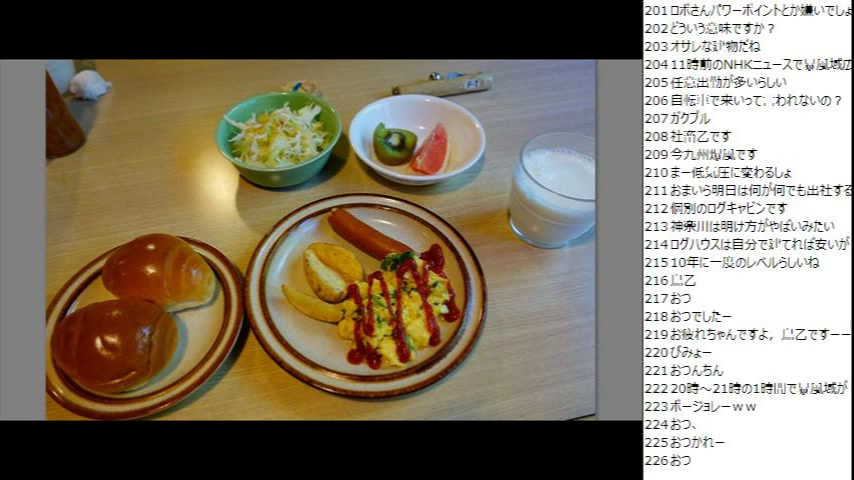 201 ロボさんパワーポイントとか嫌いでしょ
202 どういう意味ですか?
203 オサレな建物だね
204 11時前のNHKニュースで暴風域広
205 任意出勤が多いらしい
206 自転車で来いって言われないの?
207 ガクブル
208 社畜乙です
209 今九州暴風です
210 まー低気圧に変わるしょ
211 おまいら明日は何が何でも出社する
212 個別のログキャビンです
213 神奈川は明け方がやばいみたい
214 ログハウスは自分で建てれば安いが
215 10年に一度のレベルらしいね
216 乙
217 おつ
218 おつでしたー
219 お疲れちゃんですよ, 乙ですーー
220 ぴみょー
221 おつんちん
222 20時~21時の1時間で暴風域が
223 ボージョレーww
224 おつ、
225 おつかれー
226 おつ